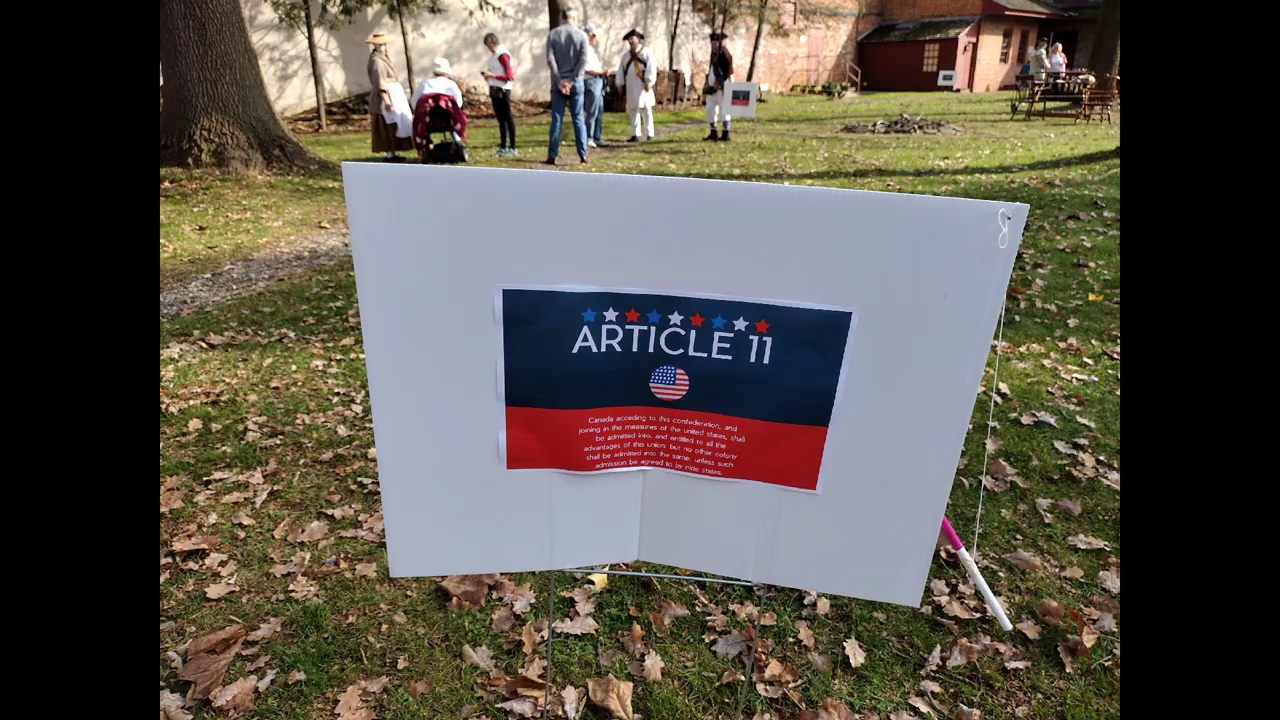 ARTICLE 11
Canada acceding to this confederation, and
joining in the measures of the united states, shall
be admitted into, and entitled to all the
advantages of this union: but no other colony
shall be admitted into the same, unless such
admission be agreed to by nine states.